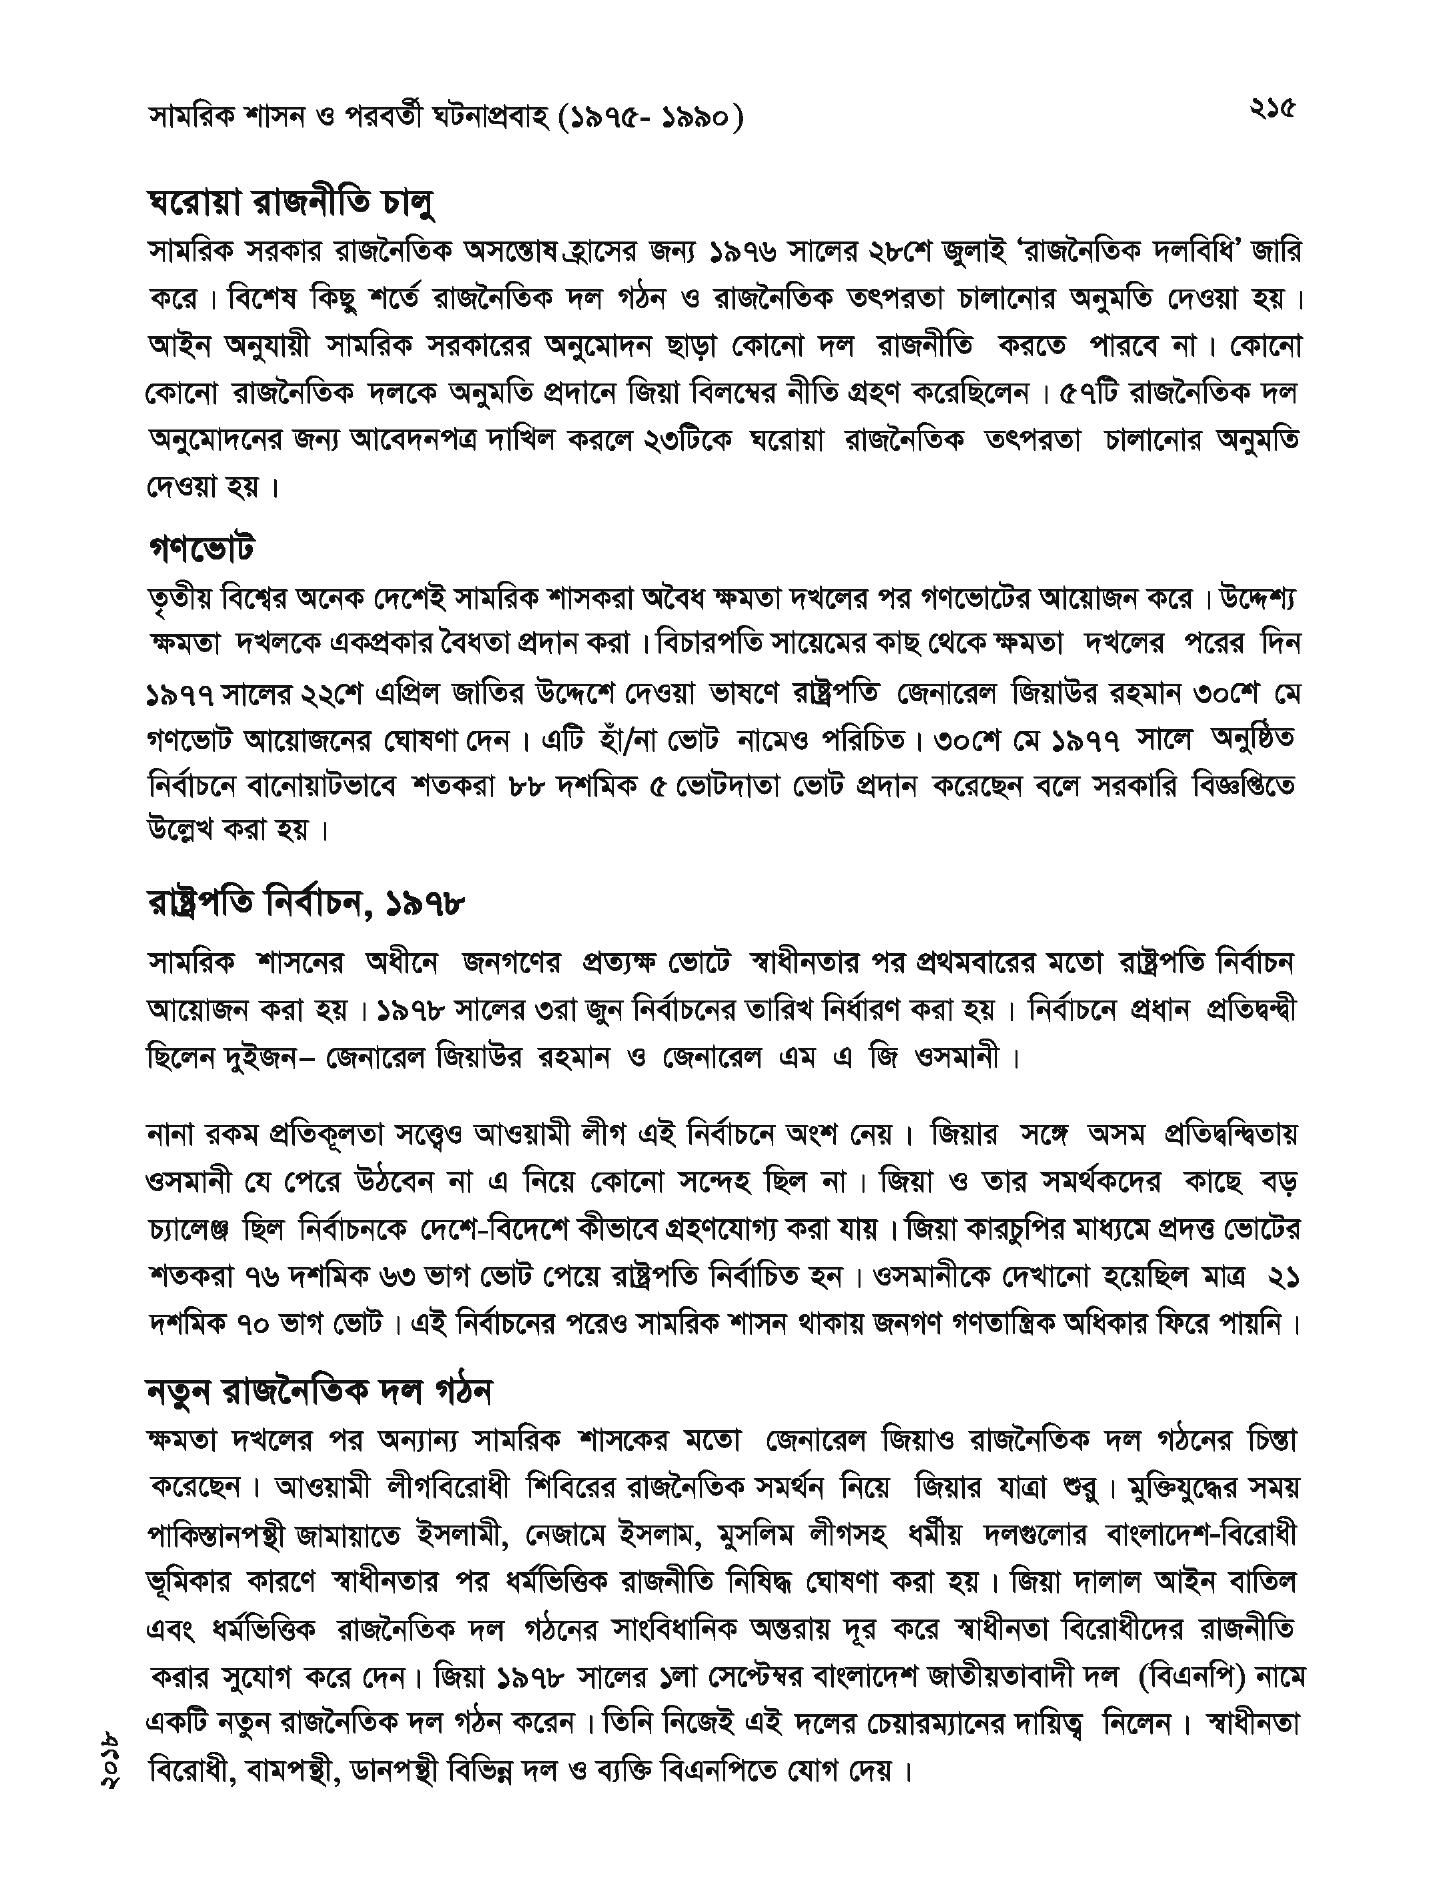 সামরিক শাসন ও পরবর্তী ঘটনাপ্রবাহ (১৯৭৫- ১৯৯০)
২১৫
ঘরোয়া রাজনীতি চালু
সামরিক সরকার রাজনৈতিক অসন্তোষ হ্রাসের জন্য ১৯৭৬ সালের ২৮শে জুলাই ‘রাজনৈতিক দলবিধি’ জারি
করে। বিশেষ কিছু শর্তে রাজনৈতিক দল গঠন ও রাজনৈতিক তৎপরতা চালানোর অনুমতি দেওয়া হয়।
আইন অনুযায়ী সামরিক সরকারের অনুমোদন ছাড়া কোনো দল রাজনীতি করতে পারবে না। কোনো
কোনো রাজনৈতিক দলকে অনুমতি প্রদানে জিয়া বিলম্বের নীতি গ্রহণ করেছিলেন। ৫৭টি রাজনৈতিক দল
অনুমোদনের জন্য আবেদনপত্র দাখিল করলে ২৩টিকে ঘরোয়া রাজনৈতিক তৎপরতা চালানোর অনুমতি
দেওয়া হয়।
গণভোট
তৃতীয় বিশ্বের অনেক দেশেই সামরিক শাসকরা অবৈধ ক্ষমতা দখলের পর গণভোটের আয়োজন করে। উদ্দেশ্য
ক্ষমতা দখলকে একপ্রকার বৈধতা প্রদান করা। বিচারপতি সায়েমের কাছ থেকে ক্ষমতা দখলের পরের দিন
১৯৭৭ সালের ২২শে এপ্রিল জাতির উদ্দেশে দেওয়া ভাষণে রাষ্ট্রপতি জেনারেল জিয়াউর রহমান ৩০শে মে
গণভোট আয়োজনের ঘোষণা দেন। এটি হাঁ/না ভোট নামেও পরিচিত। ৩০শে মে ১৯৭৭ সালে অনুষ্ঠিত
নির্বাচনে বানোয়াটভাবে শতকরা ৮৮ দশমিক ৫ ভোটদাতা ভোট প্রদান করেছেন বলে সরকারি বিজ্ঞপ্তিতে
উল্লেখ করা হয়।
রাষ্ট্রপতি নির্বাচন, ১৯৭৮
সামরিক শাসনের অধীনে জনগণের প্রত্যক্ষ ভোটে স্বাধীনতার পর প্রথমবারের মতো রাষ্ট্রপতি নির্বাচন
আয়োজন করা হয়। ১৯৭৮ সালের ৩রা জুন নির্বাচনের তারিখ নির্ধারণ করা হয়। নির্বাচনে প্রধান প্রতিদ্বন্দ্বী
ছিলেন দুইজন– জেনারেল জিয়াউর রহমান ও জেনারেল এম এ জি ওসমানী।
নানা রকম প্রতিকূলতা সত্ত্বেও আওয়ামী লীগ এই নির্বাচনে অংশ নেয়। জিয়ার সঙ্গে অসম প্রতিদ্বন্দ্বিতায়
ওসমানী যে পেরে উঠবেন না এ নিয়ে কোনো সন্দেহ ছিল না। জিয়া ও তার সমর্থকদের কাছে বড়
চ্যালেঞ্জ ছিল নির্বাচনকে দেশে-বিদেশে কীভাবে গ্রহণযোগ্য করা যায়। জিয়া কারচুপির মাধ্যমে প্রদত্ত ভোটের
শতকরা ৭৬ দশমিক ৬৩ ভাগ ভোট পেয়ে রাষ্ট্রপতি নির্বাচিত হন। ওসমানীকে দেখানো হয়েছিল মাত্র ২১
দশমিক ৭০ ভাগ ভোট। এই নির্বাচনের পরেও সামরিক শাসন থাকায় জনগণ গণতান্ত্রিক অধিকার ফিরে পায়নি।
নতুন রাজনৈতিক দল গঠন
ক্ষমতা দখলের পর অন্যান্য সামরিক শাসকের মতো জেনারেল জিয়াও রাজনৈতিক দল গঠনের চিন্তা
করেছেন। আওয়ামী লীগবিরোধী শিবিরের রাজনৈতিক সমর্থন নিয়ে জিয়ার যাত্রা শুরু। মুক্তিযুদ্ধের সময়
পাকিস্তানপন্থী জামায়াতে ইসলামী, নেজামে ইসলাম, মুসলিম লীগসহ ধর্মীয় দলগুলোর বাংলাদেশ-বিরোধী
ভূমিকার কারণে স্বাধীনতার পর ধর্মভিত্তিক রাজনীতি নিষিদ্ধ ঘোষণা করা হয়। জিয়া দালাল আইন বাতিল
এবং ধর্মভিত্তিক রাজনৈতিক দল গঠনের সাংবিধানিক অন্তরায় দূর করে স্বাধীনতা বিরোধীদের রাজনীতি
করার সুযোগ করে দেন। জিয়া ১৯৭৮ সালের ১লা সেপ্টেম্বর বাংলাদেশ জাতীয়তাবাদী দল (বিএনপি) নামে
একটি নতুন রাজনৈতিক দল গঠন করেন। তিনি নিজেই এই দলের চেয়ারম্যানের দায়িত্ব নিলেন। স্বাধীনতা
বিরোধী, বামপন্থী, ডানপন্থী বিভিন্ন দল ও ব্যক্তি বিএনপিতে যোগ দেয়।
২০১৮